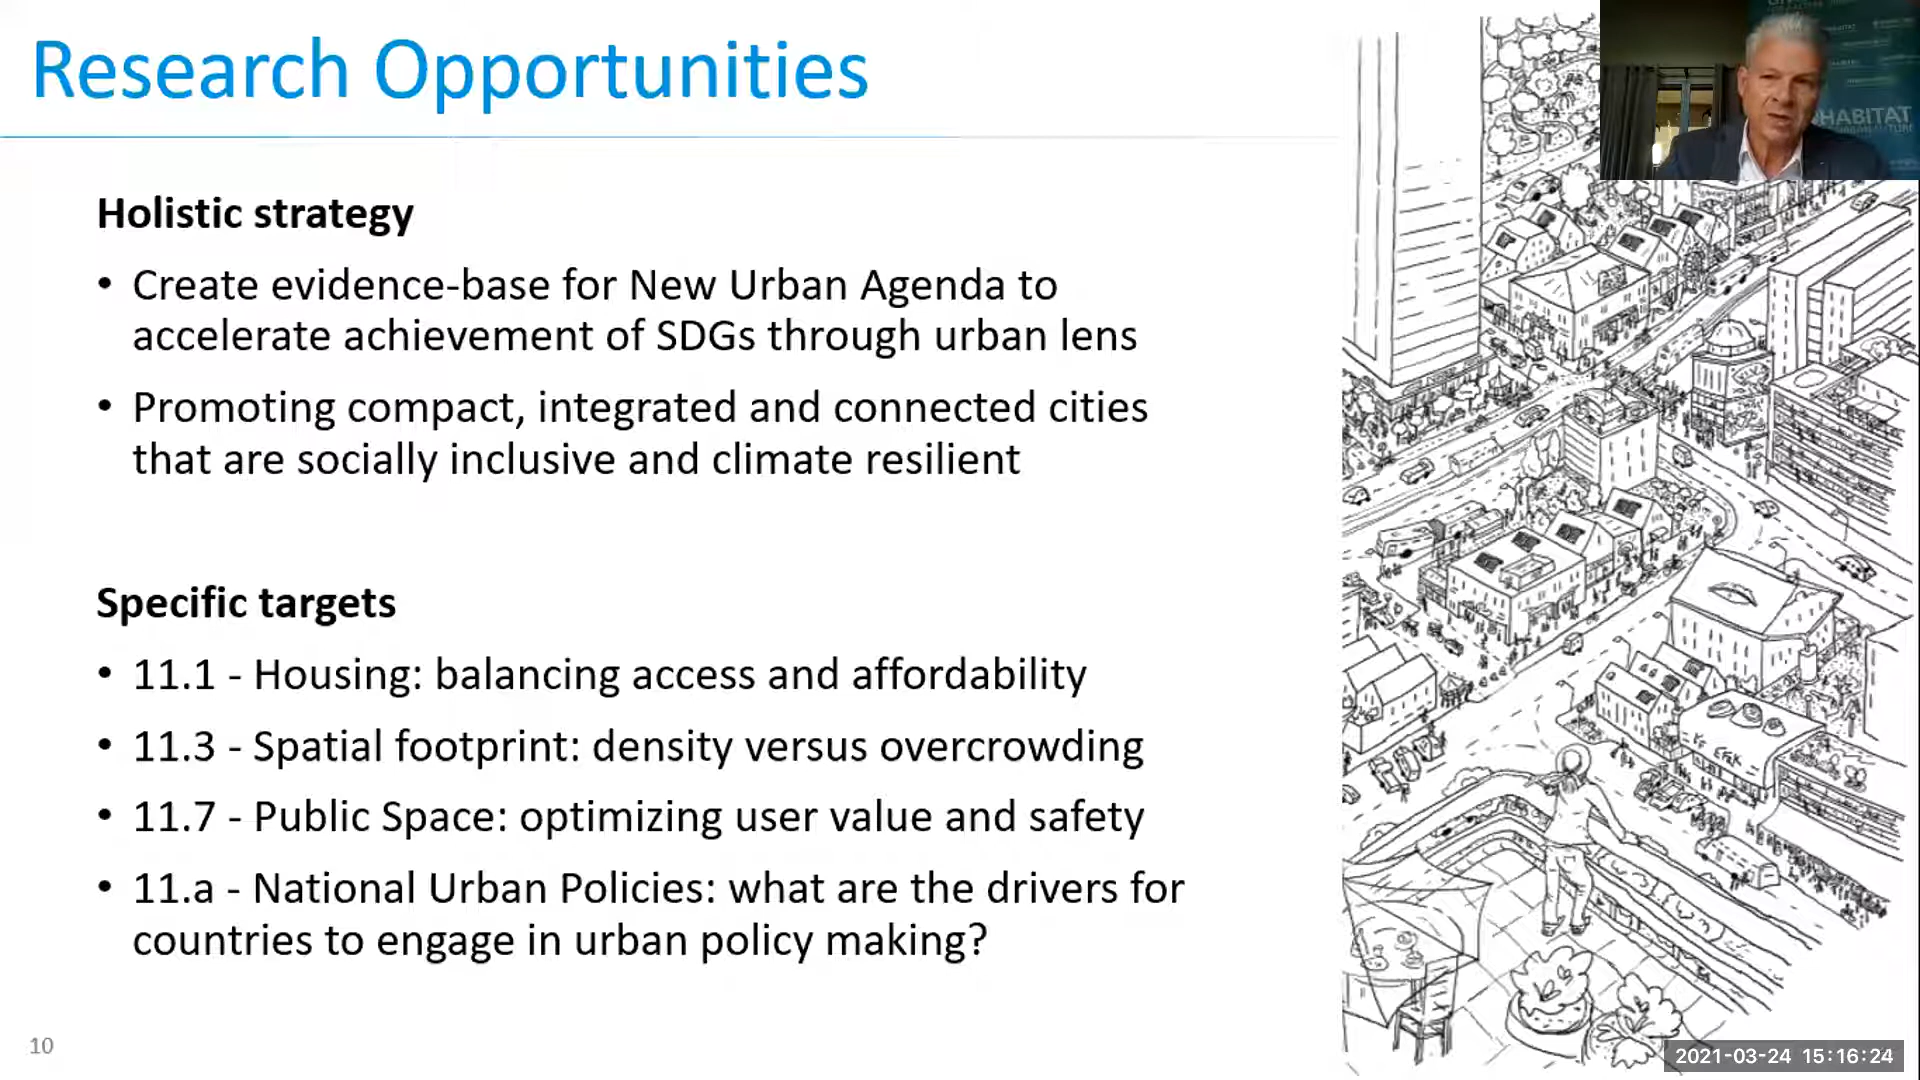 Research Opportunities
HABITAT
Holistic strategy
• Create evidence-base for New Urban Agenda to
accelerate achievement of SDGs through urban lens
• Promoting compact, integrated and connected cities
that are socially inclusive and climate resilient
Specific targets
• 11.1 - Housing: balancing access and affordability
• 11.3 - Spatial footprint: density versus overcrowding
• 11.7 - Public Space: optimizing user value and safety
• 11.a - National Urban Policies: what are the drivers for
countries to engage in urban policy making?
10
2021-03-24 15:16:24